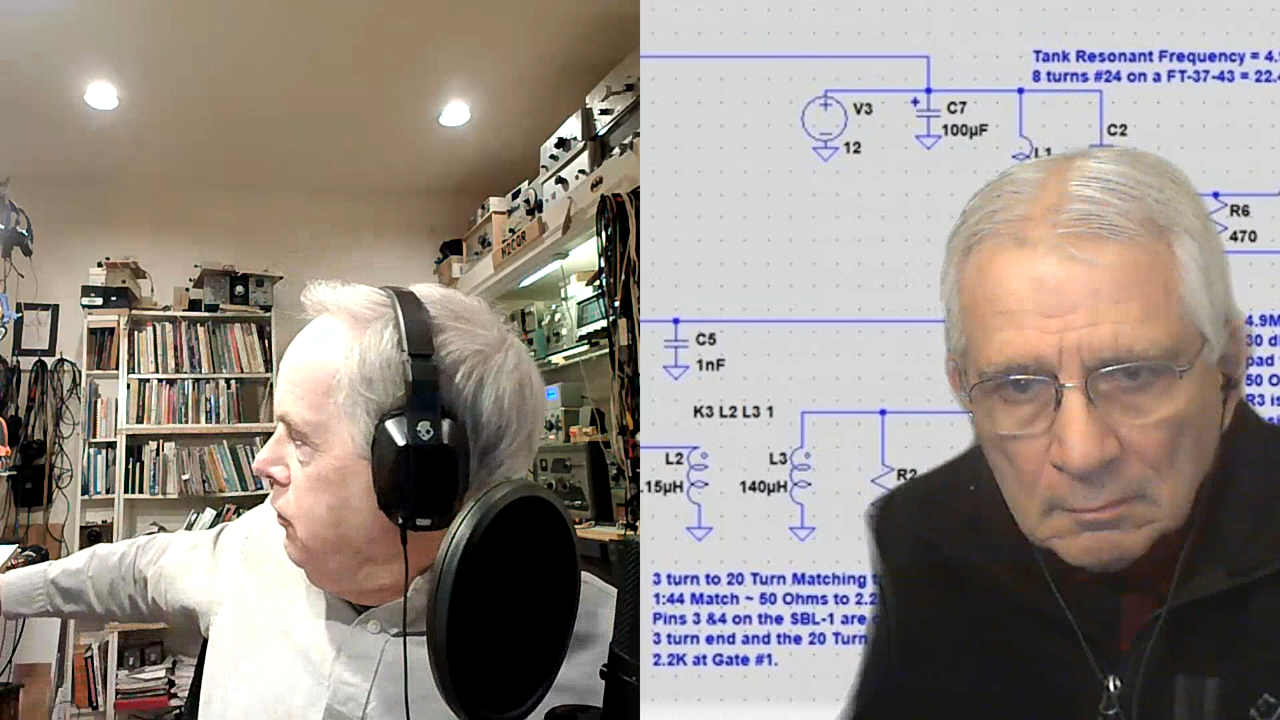 N2CQR
Tank Resonant Frequency = 4.
8 turns #24 on a FT-37-43 = 22.
V3
12
C7
100µF
L1
C2
R6
470
C5
1nF
K3 L2 L3 1
L2
.15µH
L3
140µH
R2
4.9M
30 d
pad
50 O
R3 is
3 turn to 20 Turn Matching t
1:44 Match ~ 50 Ohms to 2.2
Pins 3 &4 on the SBL-1 are
3 turn end and the 20 Turn
2.2K at Gate #1.